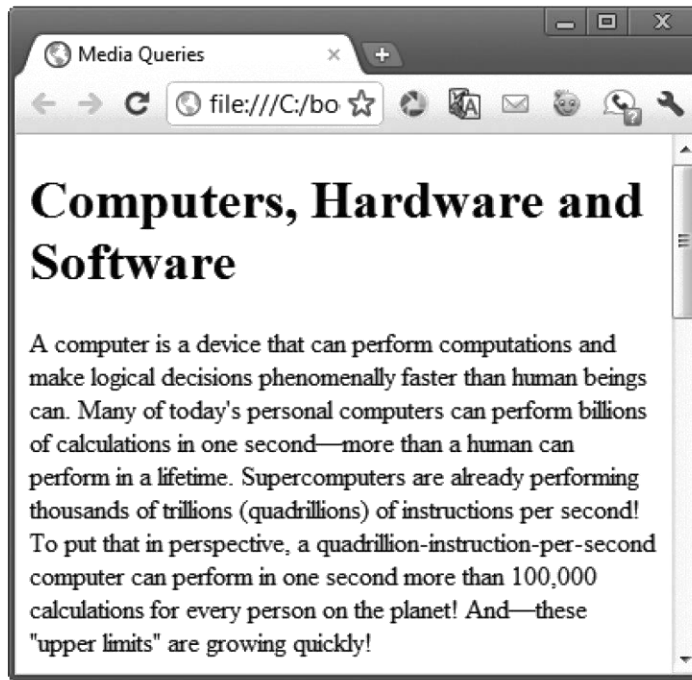 Media Queries
file:///C:/bo
Computers, Hardware and
Software
A computer is a device that can perform computations and
make logical decisions phenomenally faster than human beings
can. Many of today's personal computers can perform billions
of calculations in one second—more than a human can
perform in a lifetime. Supercomputers are already performing
thousands of trillions (quadrillions) of instructions per second!
To put that in perspective, a quadrillion-instruction-per-second
computer can perform in one second more than 100,000
calculations for every person on the planet! And—these
"upper limits" are growing quickly!